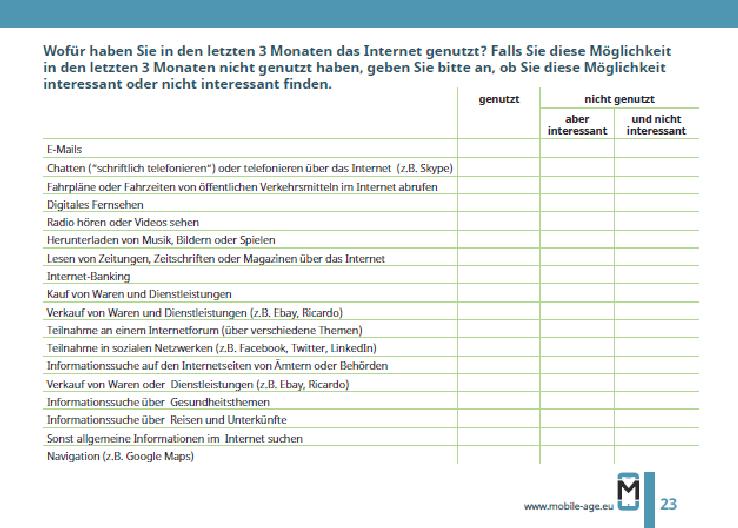 Wofür haben Sie in den letzten 3 Monaten das Internet genutzt? Falls Sie diese Möglichkeit
in den letzten 3 Monaten nicht genutzt haben, geben Sie bitte an, ob Sie diese Möglichkeit
interessant oder nicht interessant finden.
genutzt
nicht genutzt
aber
interessant
und nicht
interessant
E-Mails
Chatten ("schriftlich telefonieren") oder telefonieren über das Internet (z.B. Skype)
Fahrpläne oder Fahrzeiten von öffentlichen Verkehrsmitteln im Internet abrufen
Digitales Fernsehen
Radio hören oder Videos sehen
Herunterladen von Musik, Bildern oder Spielen
Lesen von Zeitungen, Zeitschriften oder Magazinen über das Internet
Internet-Banking
Kauf von Waren und Dienstleistungen
Verkauf von Waren und Dienstleistungen (z.B. Ebay, Ricardo)
Teilnahme an einem Internetforum (über verschiedene Themen)
Teilnahme in sozialen Netzwerken (z.B. Facebook, Twitter, LinkedIn)
Informationssuche auf den Internetseiten von Ämtern oder Behörden
Verkauf von Waren oder Dienstleistungen (z.B. Ebay, Ricardo)
Informationssuche über Gesundheitsthemen
Informationssuche über Reisen und Unterkünfte
Sonst allgemeine Informationen im Internet suchen
Navigation (z.B. Google Maps)
www.mobile-age.eu
M
23